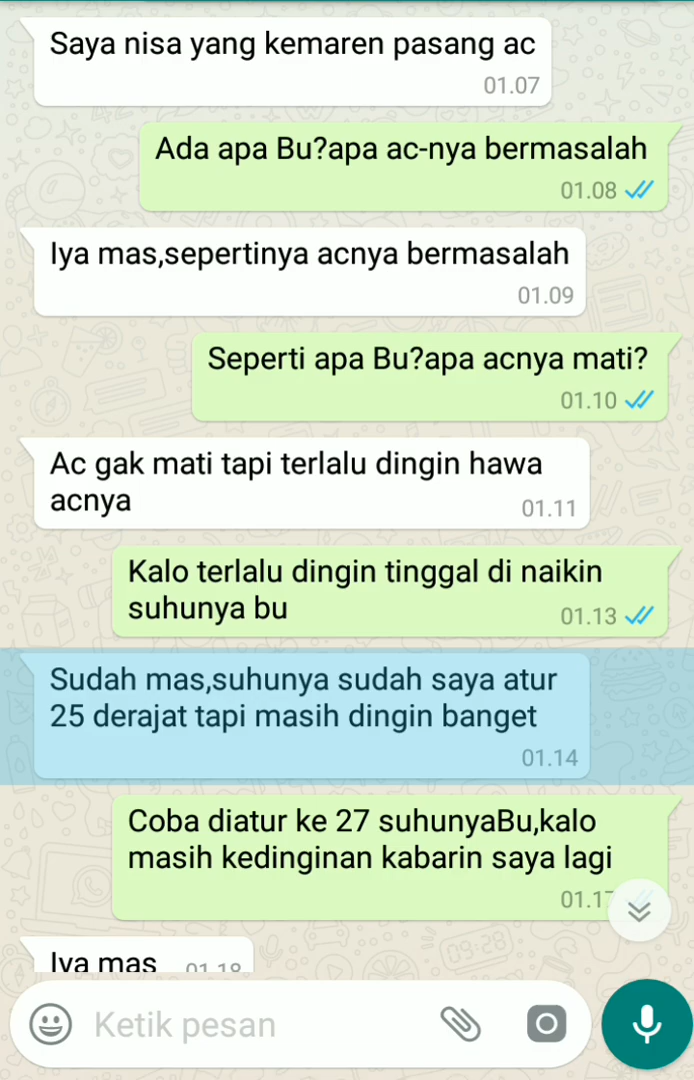 Saya nisa yang kemaren pasang ac
01.07
Ada apa Bu?apa ac-nya bermasalah
01.08
Iya mas,sepertinya acnya bermasalah
01.09
Seperti apa Bu?apa acnya mati?
01.10
Ac gak mati tapi terlalu dingin hawa
acnya
01.11
Kalo terlalu dingin tinggal di naikin
suhunya bu
01.13
Sudah mas,suhunya sudah saya atur
25 derajat tapi masih dingin banget
01.14
Coba diatur ke 27 suhunyaBu,kalo
masih kedinginan kabarin saya lagi
01.17
Iya mas
01.18
Ketik pesan